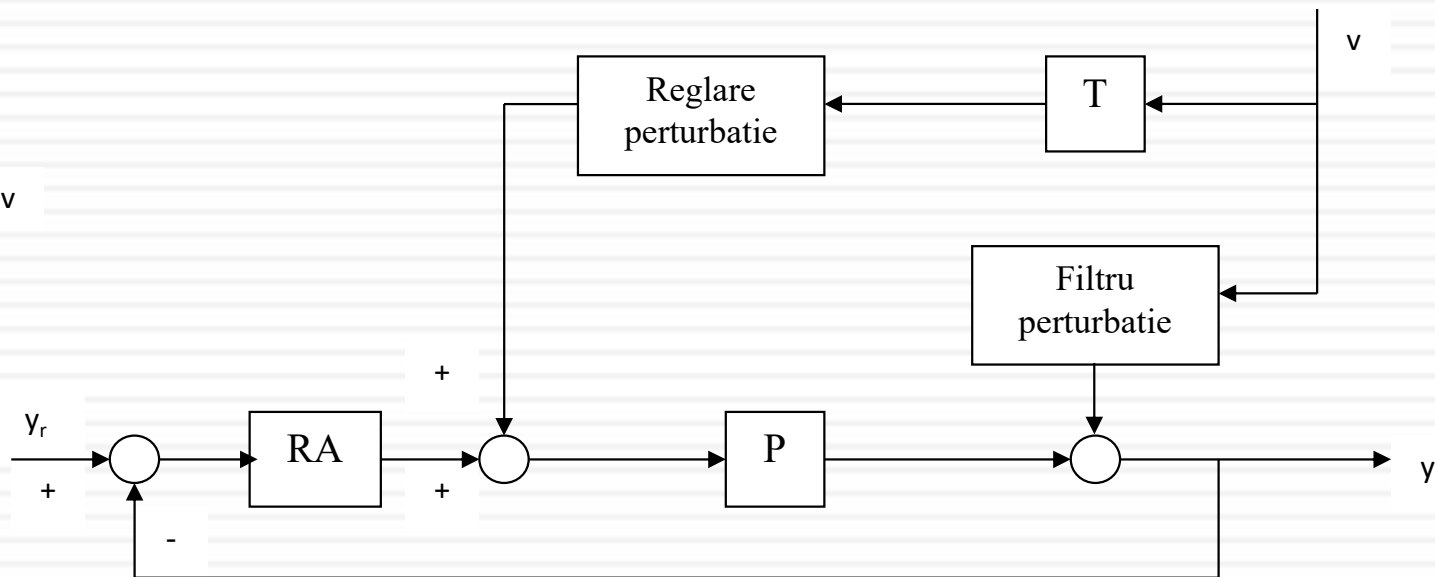 v
Reglare
perturbatie
T
v
Filtru
perturbatie
+
yr
RA
P
+
+
y
-